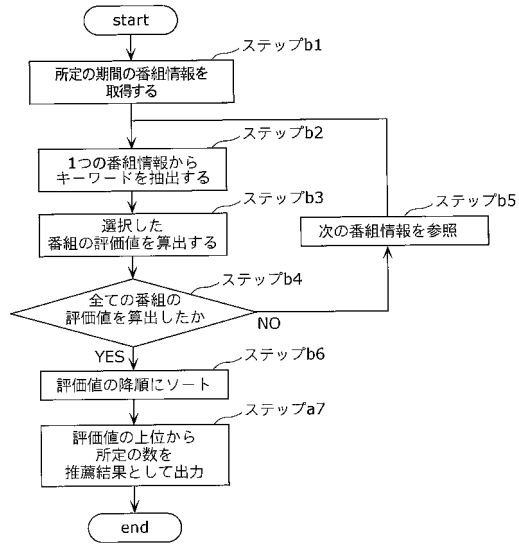 start
ステップb1
所定の期間の番組情報を
取得する
ステップb2
1つの番組情報から
キーワードを抽出する
ステップb3
選択した
番組の評価値を算出する
ステップb5
次の番組情報を参照
ステップb4
全ての番組の
評価値を算出したか
NO
YES
ステップb6
評価値の降順にソート
ステップa7
評価値の上位から
所定の数を
推薦結果として出力
end